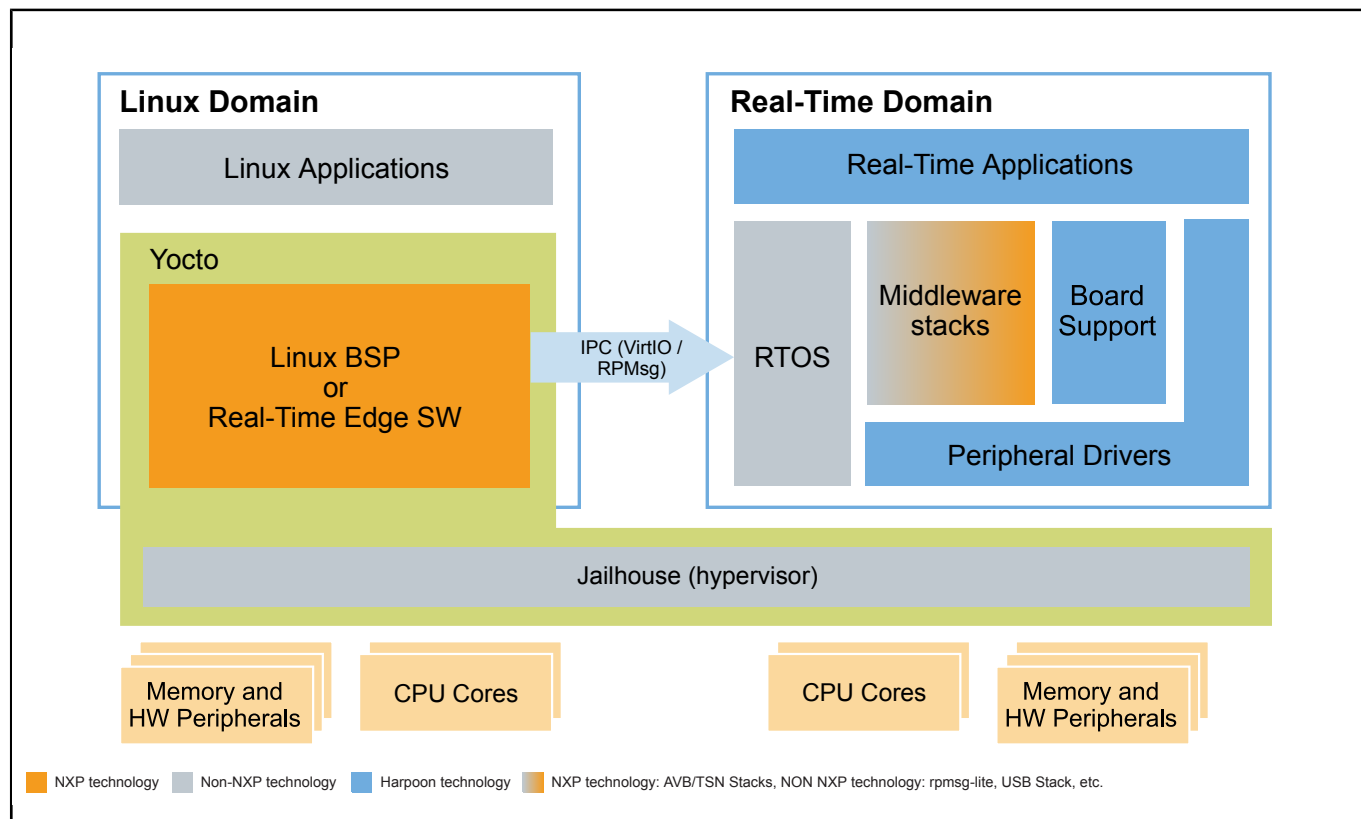 Linux Domain
Linux Applications
Yocto
Linux BSP
or
Real-Time Edge SW
IPC (VirtIO /
RPMsg)
Real-Time Domain
Real-Time Applications
RTOS
Middleware
stacks
Board
Support
Peripheral Drivers
Jailhouse (hypervisor)
Memory and
HW Peripherals
CPU Cores
CPU Cores
Memory and
HW Peripherals
NXP technology
Non-NXP technology
Harpoon technology
NXP technology: AVB/TSN Stacks, NON NXP technology: rpmsg-lite, USB Stack, etc.